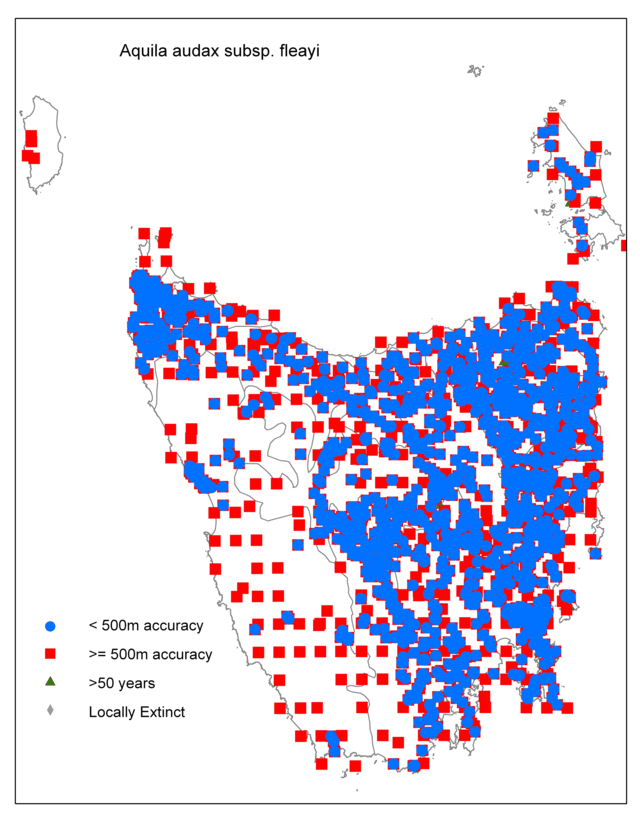 Aquila audax subsp. fleayi
< 500m accuracy
>= 500m accuracy
>50 years
Locally Extinct